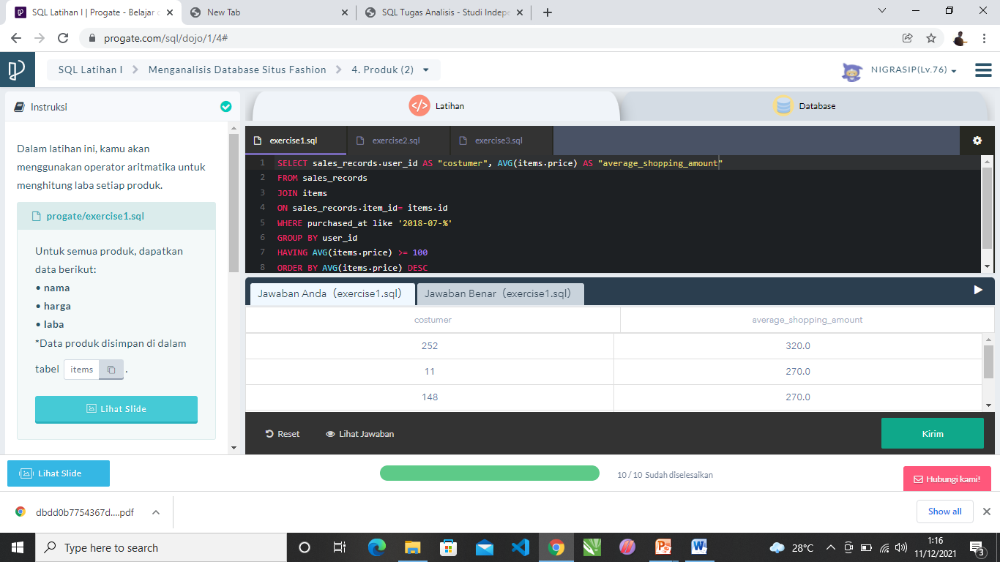 SQL Latihan I | Progate - Belajar
New Tab
SQL Tugas Analisis - Studi Indepe
progate.com/sql/dojo/1/4#
SQL Latihan I
Menganalisis Database Situs Fashion
4. Produk (2)
NIGRASIP(Lv.76)
Instruksi
Dalam latihan ini, kamu akan
menggunakan operator aritmatika untuk
menghitung laba setiap produk.
progate/exercise1.sql
Untuk semua produk, dapatkan
data berikut:
• nama
• harga
• laba
*Data produk disimpan di dalam
tabel items .
Lihat Slide
Latihan
Database
exercise1.sql
exercise2.sql
exercise3.sql
1 SELECT sales_records.user_id AS "costumer", AVG(items.price) AS "average_shopping_amount"
2 FROM sales_records
3 JOIN items
4 ON sales_records.item_id= items.id
5 WHERE purchased_at like '2018-07-%'
6 GROUP BY user_id
7 HAVING AVG(items.price) >= 100
8 ORDER BY AVG(items.price) DESC
Jawaban Anda（exercise1.sql）
Jawaban Benar（exercise1.sql）
costumer average_shopping_amount
252 320.0
11 270.0
148 270.0
Reset
Lihat Jawaban
Kirim
Lihat Slide
10 / 10 Sudah diselesaikan
Hubungi kami!
dbdd0b7754367d....pdf
Show all
Type here to search
28°C
1:16
11/12/2021
3